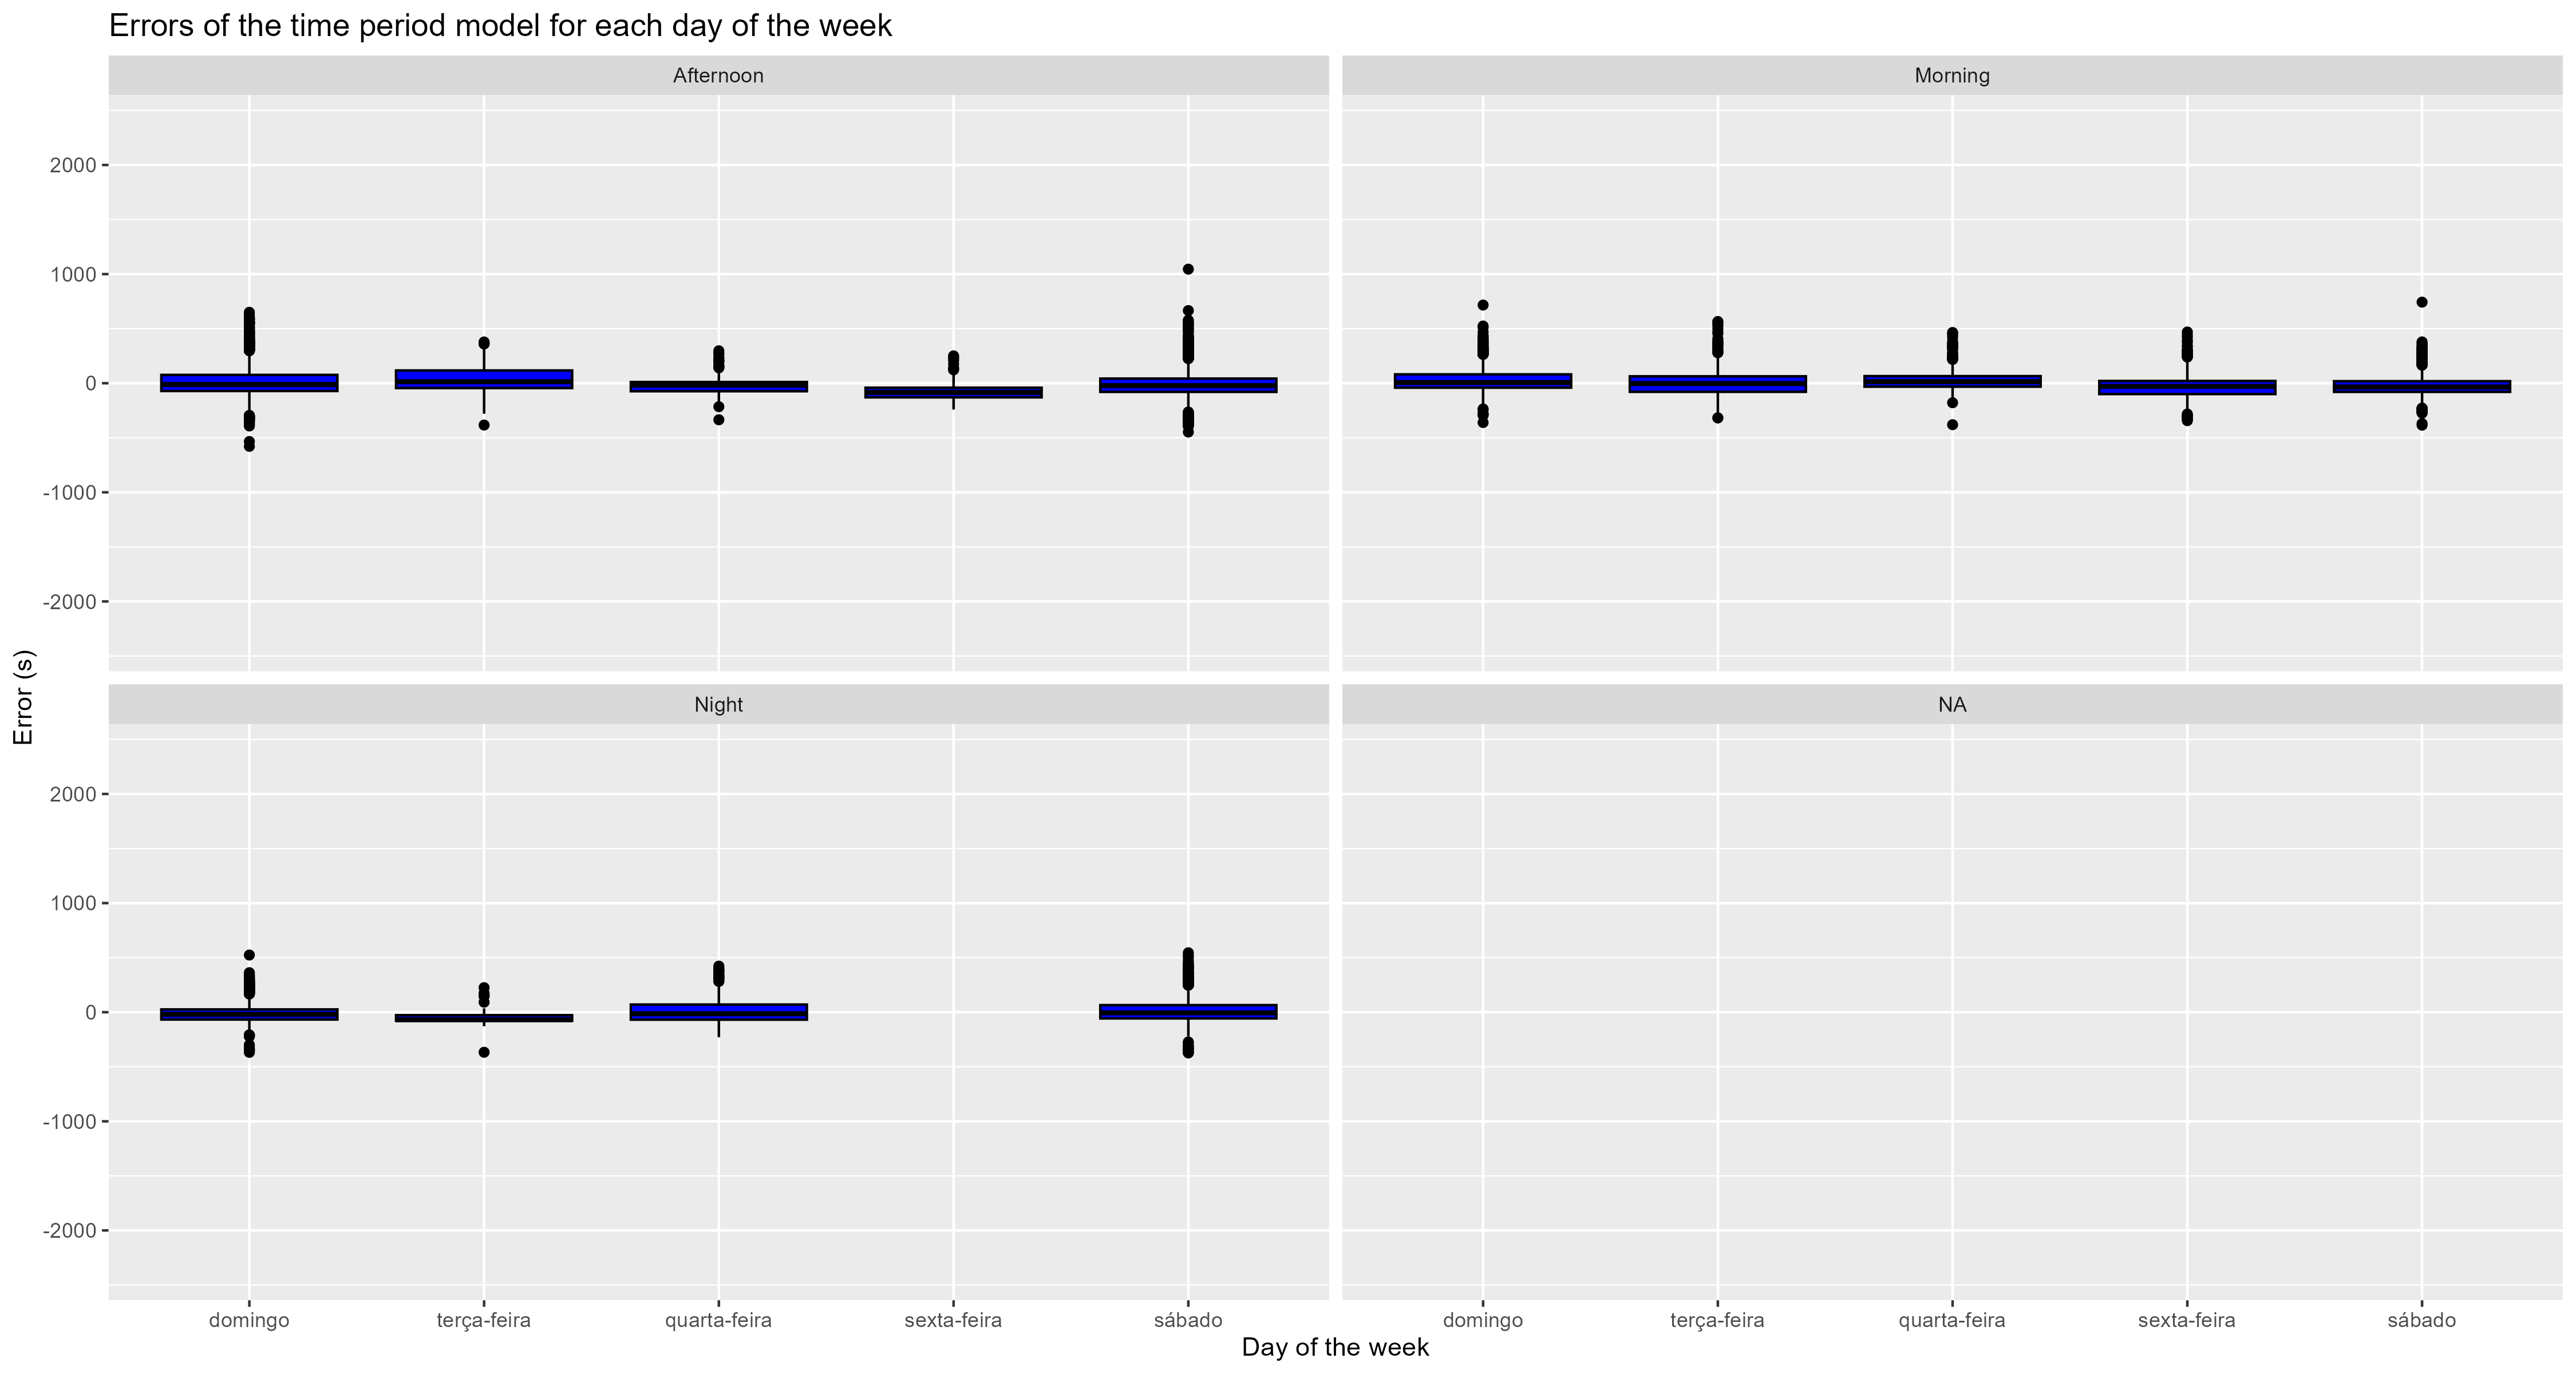 Errors of the time period model for each day of the week
Afternoon
Morning
2000
1000
0
-1000
-2000
Night
NA
2000
1000
0
-1000
-2000
Error (s)
domingo terça-feira quarta-feira sexta-feira sábado domingo terça-feira quarta-feira sexta-feira sábado
Day of the week